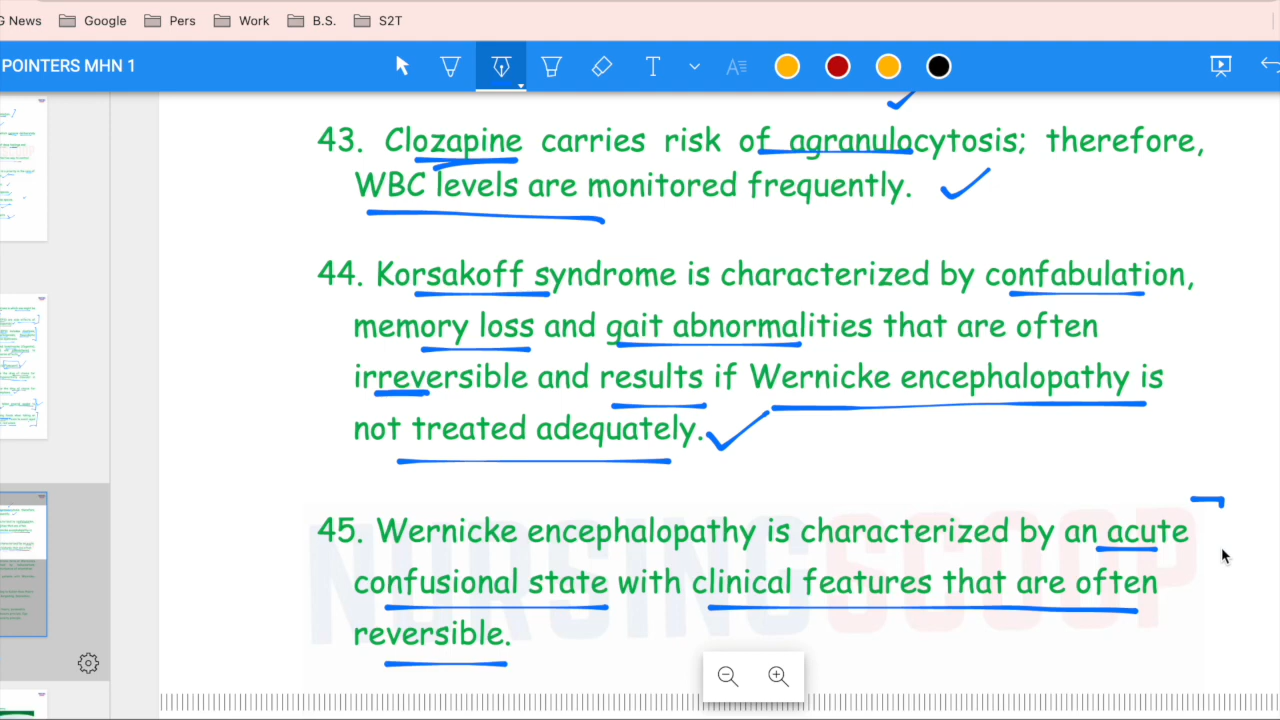 G News Google Pers Work B.S. S2T
POINTERS MHN 1
43. Clozapine carries risk of agranulocytosis; therefore,
WBC levels are monitored frequently.
44. Korsakoff syndrome is characterized by confabulation,
memory loss and gait abnormalities that are often
irreversible and results if Wernicke encephalopathy is
not treated adequately.
45. Wernicke encephalopathy is characterized by an acute
confusional state with clinical features that are often
reversible.
NURSING SCOOP